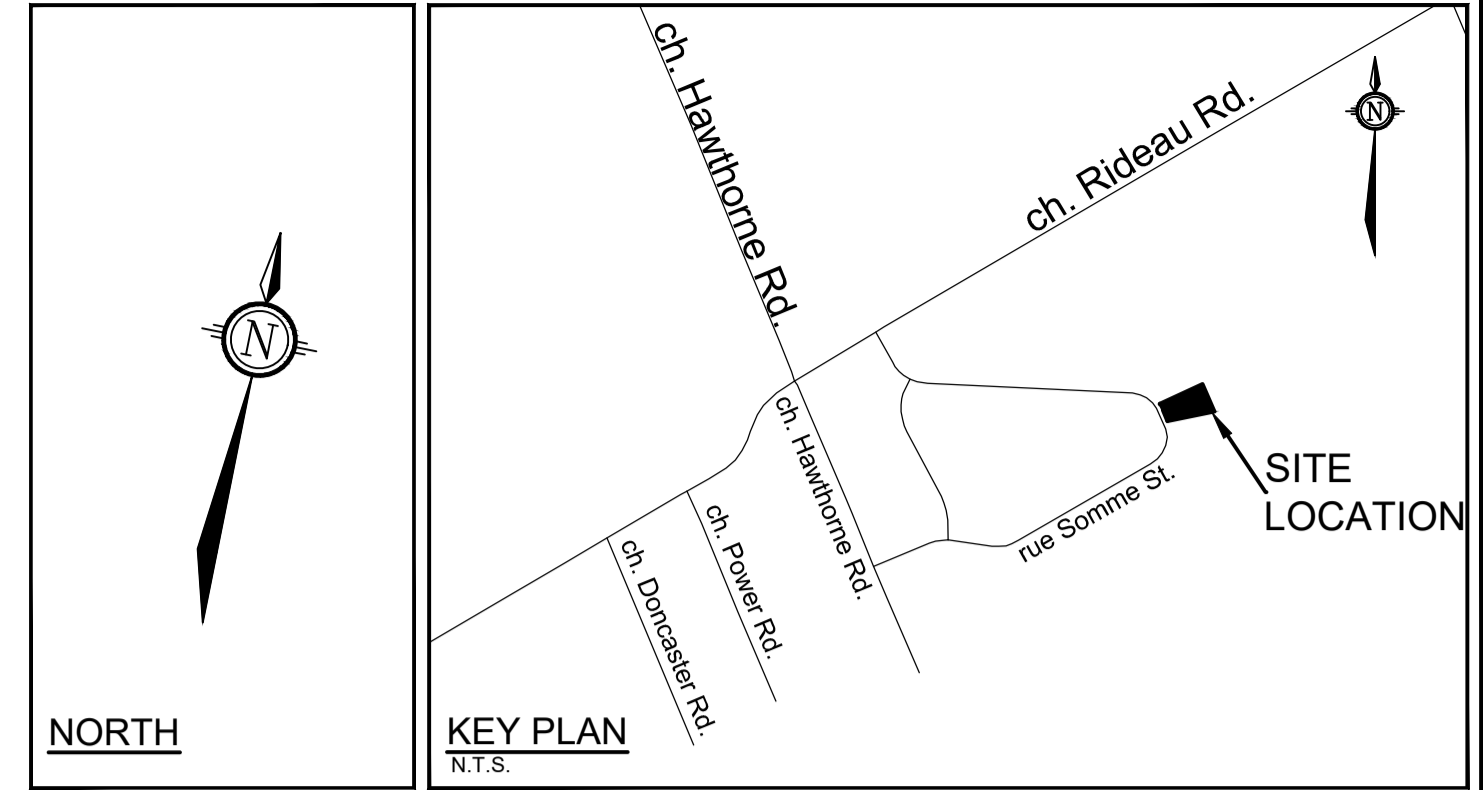 N
NORTH
ch. Hawthorne Rd.
ch. Rideau Rd.
N
ch. Hawthorne Rd.
SITE
LOCATION
rue Somme St.
ch. Power Rd.
ch. Doncaster Rd.
KEY PLAN
N.T.S.